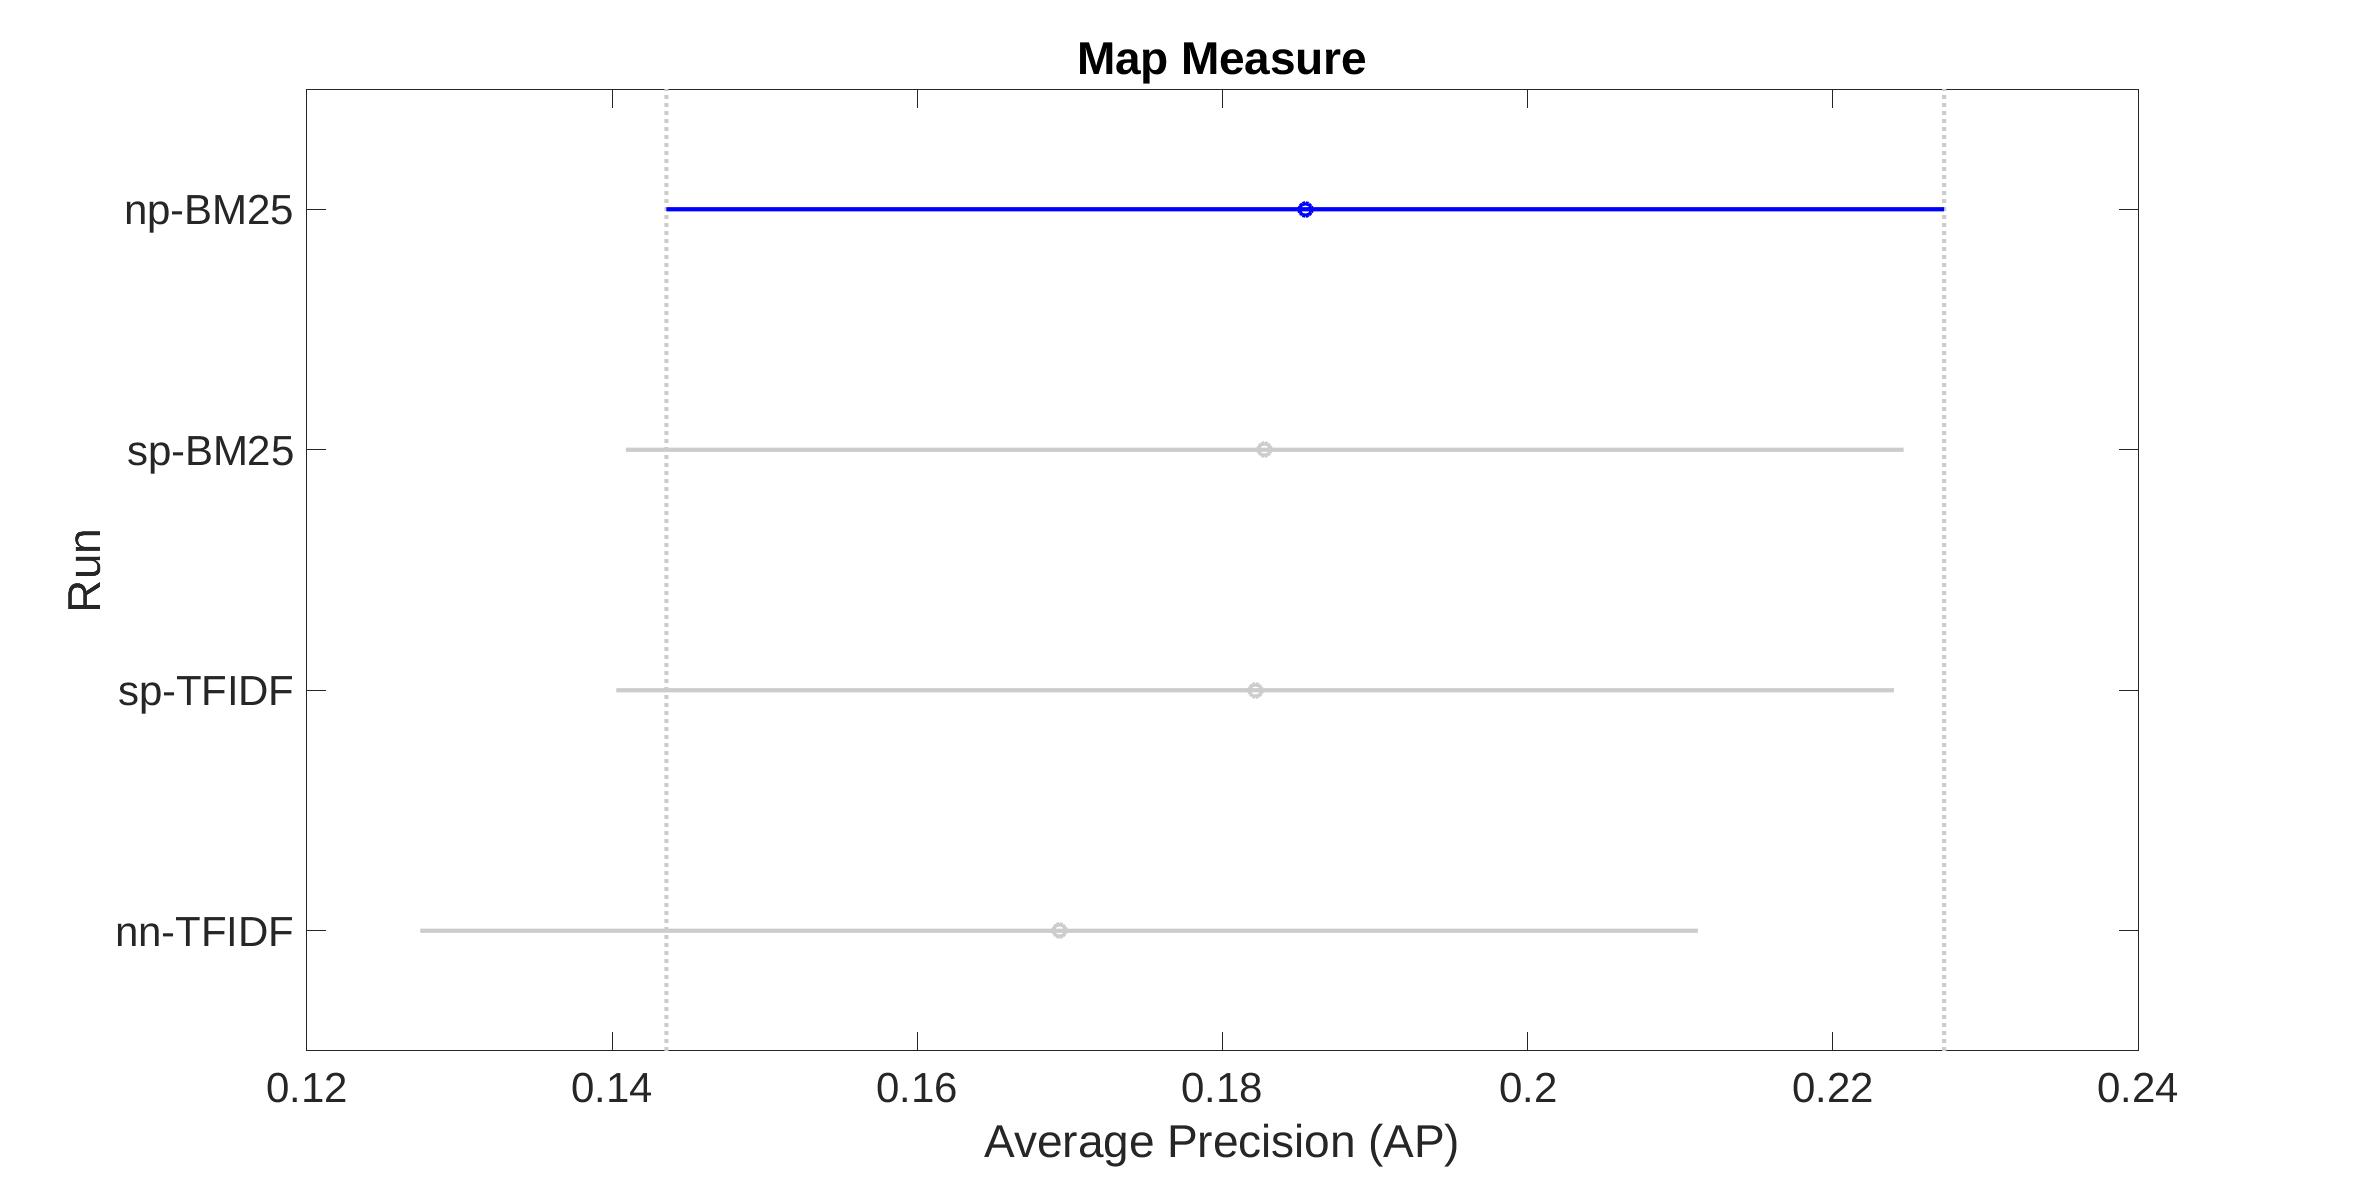 Map Measure
np-BM25
sp-BM25
sp-TFIDF
nn-TFIDF
Run
0.12 0.14 0.16 0.18 0.2 0.22 0.24
Average Precision (AP)